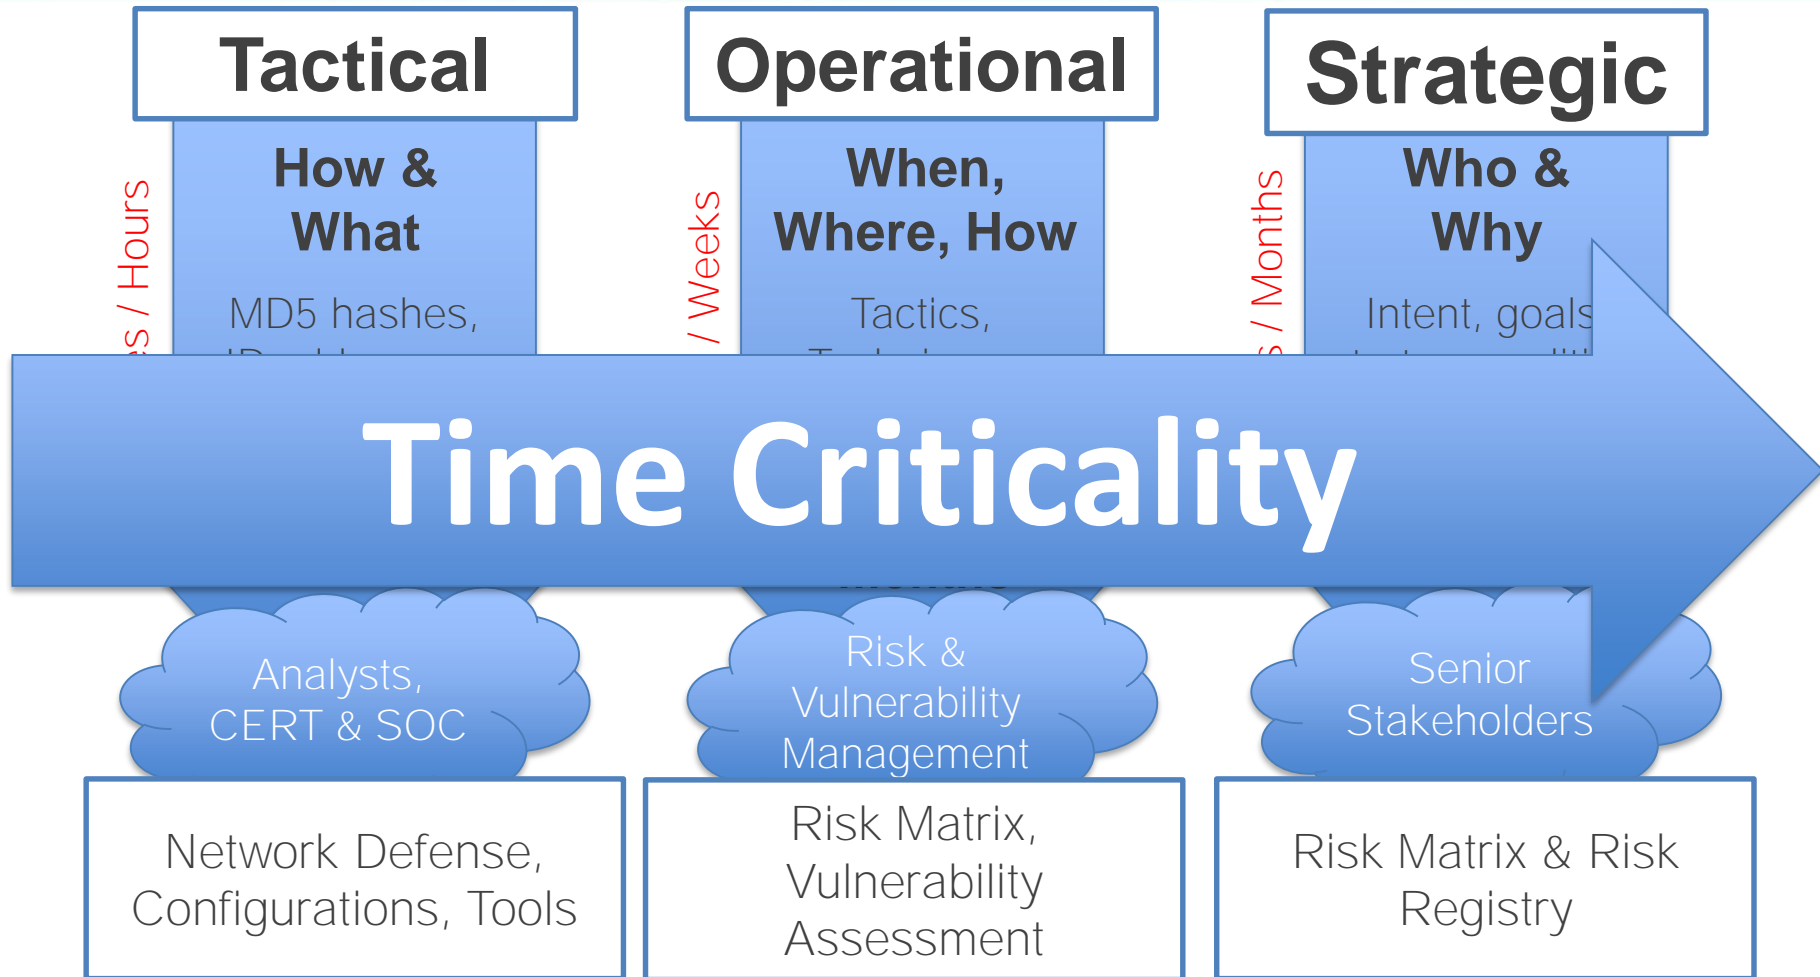 Tactical
How &
What
/ Hours
MD5 hashes,
Operational
When,
Where, How
/ Weeks
Tactics,
Strategic
Who &
Why
/ Months
Intent, goals
Time Criticality
Analysts,
CERT & SOC
Risk &
Vulnerability
Management
Senior
Stakeholders
Network Defense,
Configurations, Tools
Risk Matrix,
Vulnerability
Assessment
Risk Matrix & Risk
Registry